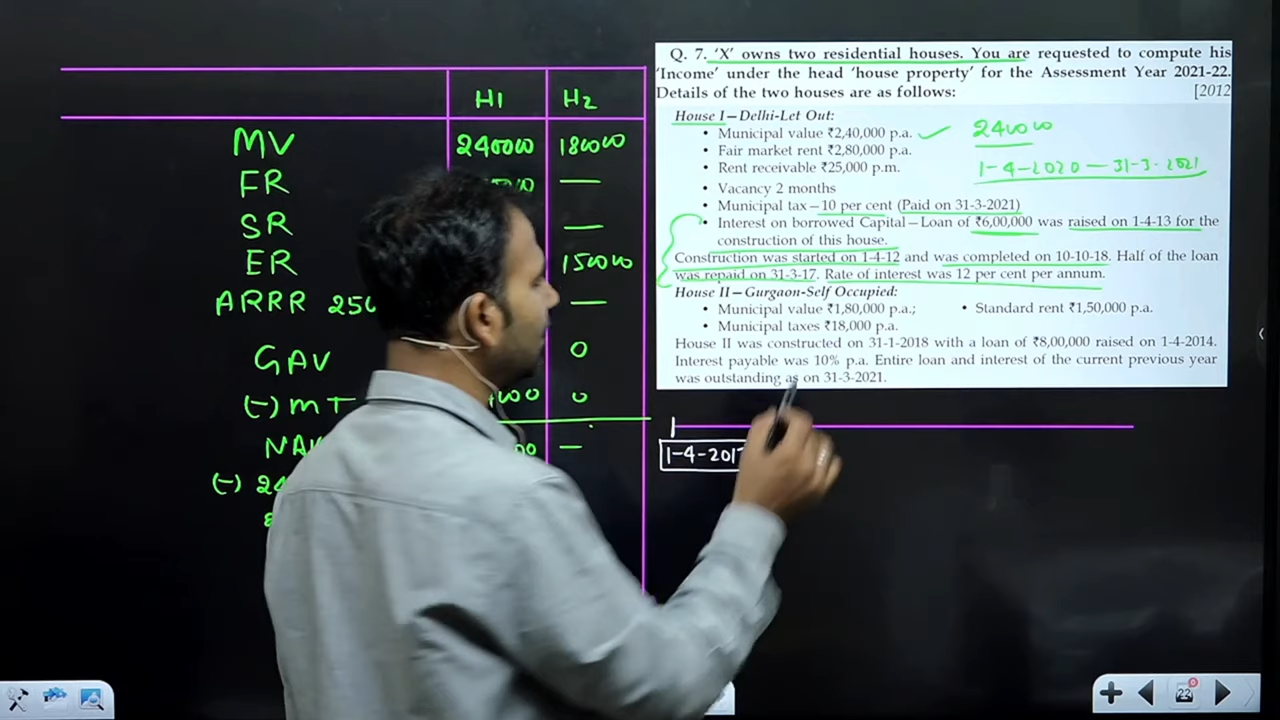 H1 H2
MV 240000 180000
FR —
SR —
ER 150000
ARRR 250 —
GAV 0
(-) MT 0
NAV —
(-) 24
Q. 7. ‘X’ owns two residential houses. You are requested to compute his
‘Income’ under the head ‘house property’ for the Assessment Year 2021-22.
Details of the two houses are as follows: [2012
House I—Delhi-Let Out:
• Municipal value ₹2,40,000 p.a. ✓ 240000
• Fair market rent ₹2,80,000 p.a.
• Rent receivable ₹25,000 p.m. 1-4-2020 — 31-3-2021
• Vacancy 2 months
• Municipal tax—10 per cent (Paid on 31-3-2021)
• Interest on borrowed Capital—Loan of ₹6,00,000 was raised on 1-4-13 for the
construction of this house.
Construction was started on 1-4-12 and was completed on 10-10-18. Half of the loan
was repaid on 31-3-17. Rate of interest was 12 per cent per annum.
House II—Gurgaon-Self Occupied:
• Municipal value ₹1,80,000 p.a.; • Standard rent ₹1,50,000 p.a.
• Municipal taxes ₹18,000 p.a.
House II was constructed on 31-1-2018 with a loan of ₹8,00,000 raised on 1-4-2014.
Interest payable was 10% p.a. Entire loan and interest of the current previous year
was outstanding as on 31-3-2021.
1-4-201
23